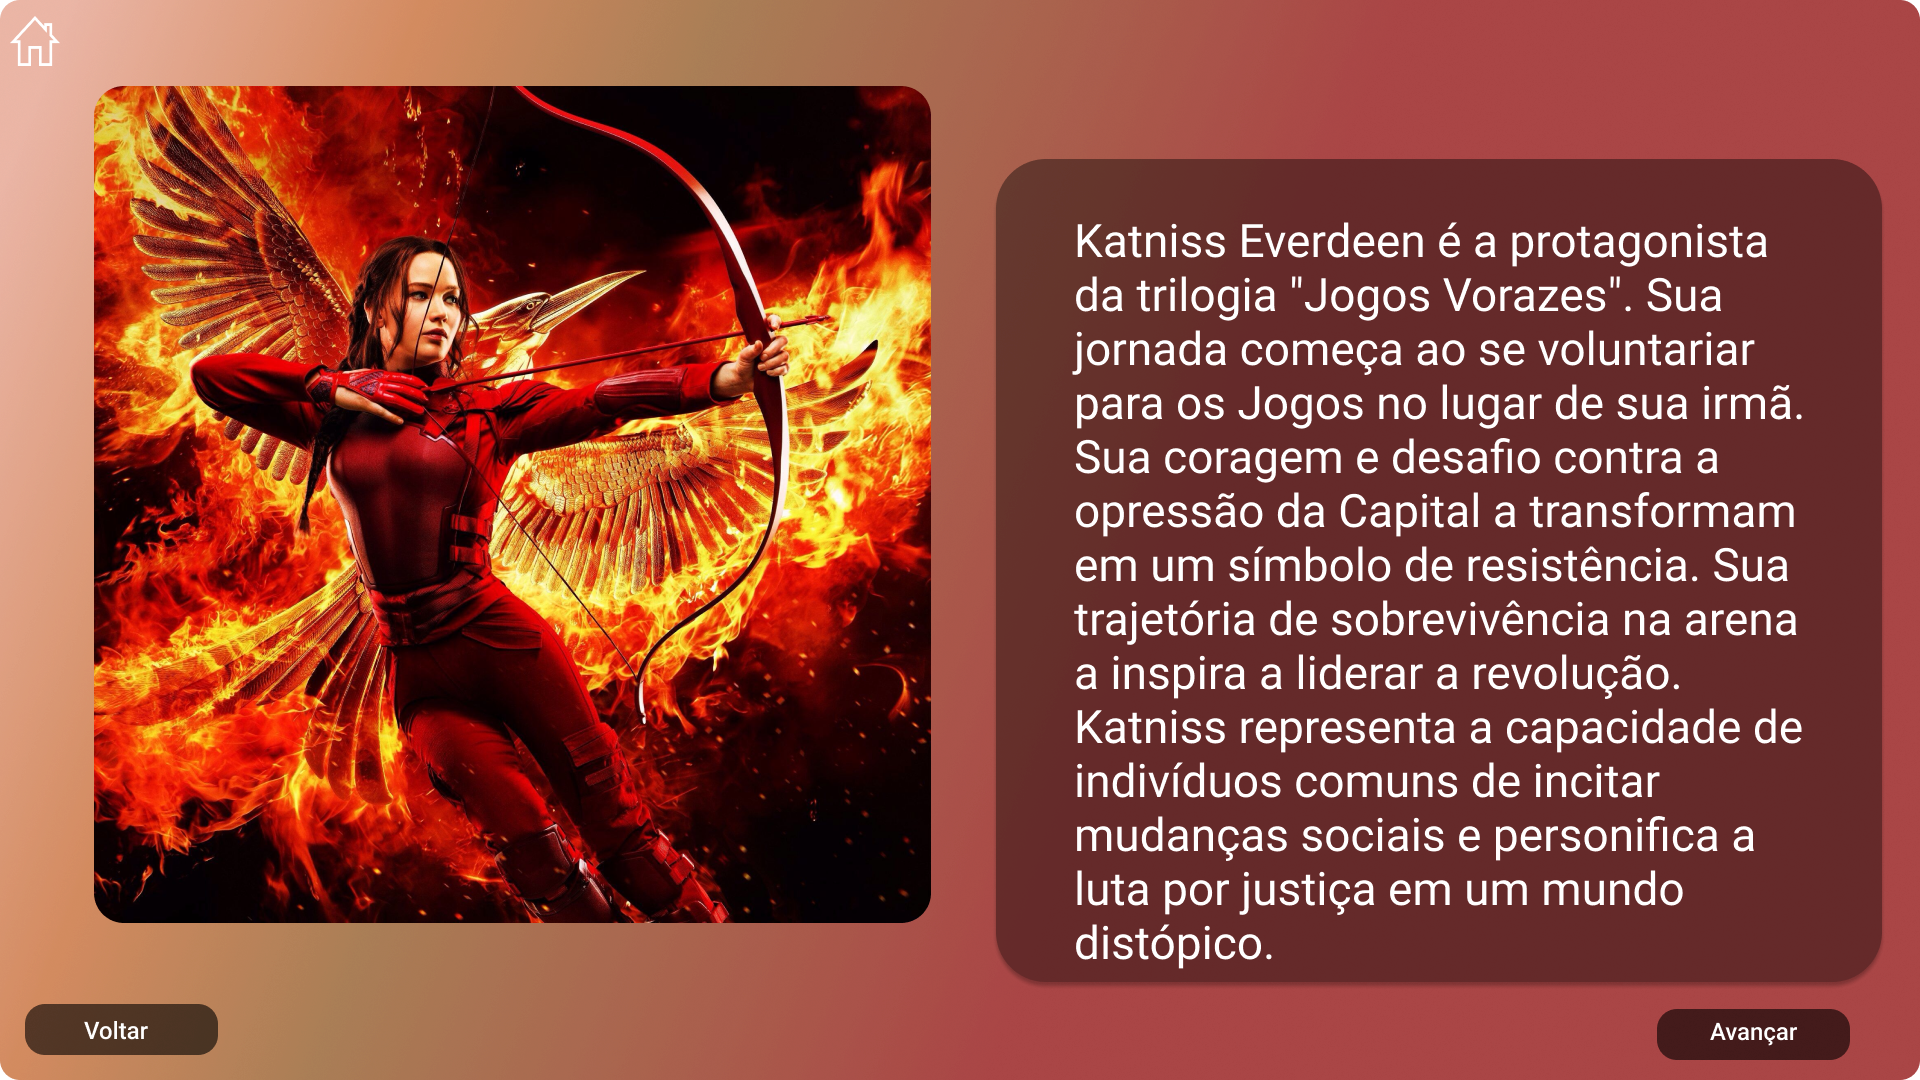 Katniss Everdeen é a protagonista
da trilogia "Jogos Vorazes". Sua
jornada começa ao se voluntariar
para os Jogos no lugar de sua irmã.
Sua coragem e desafio contra a
opressão da Capital a transformam
em um símbolo de resistência. Sua
trajetória de sobrevivência na arena
a inspira a liderar a revolução.
Katniss representa a capacidade de
indivíduos comuns de incitar
mudanças sociais e personifica a
luta por justiça em um mundo
distópico.
Voltar
Avançar